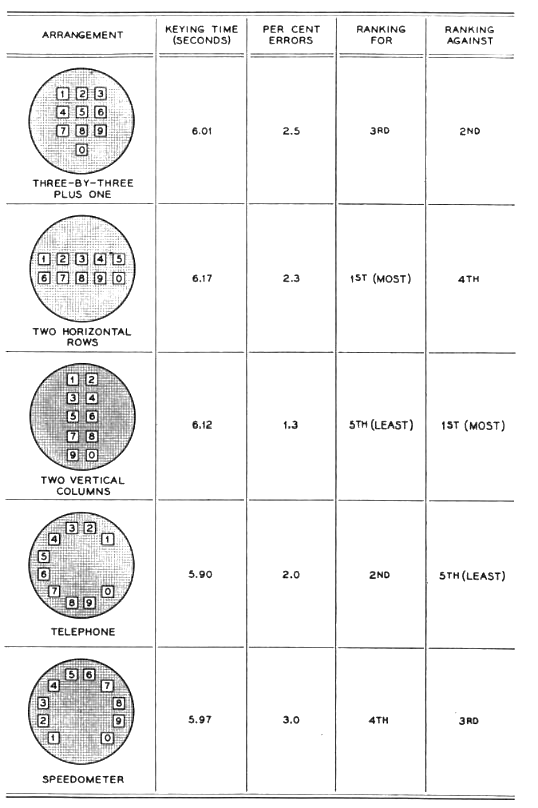 ARRANGEMENT
KEYING TIME (SECONDS)
PER CENT ERRORS
RANKING FOR
RANKING AGAINST
1 2 3
4 5 6
7 8 9
0
THREE-BY-THREE
PLUS ONE
6.01
2.5
3RD
2ND
1 2 3 4 5
6 7 8 9 0
TWO HORIZONTAL
ROWS
6.17
2.3
1ST (MOST)
4TH
1 2
3 4
5 6
7 8
9 0
TWO VERTICAL
COLUMNS
6.12
1.3
5TH (LEAST)
1ST (MOST)
3 2
4 1
5
6
7 0
8 9
TELEPHONE
5.90
2.0
2ND
5TH (LEAST)
5 6
4 7
3 8
2 9
1 0
SPEEDOMETER
5.97
3.0
4TH
3RD